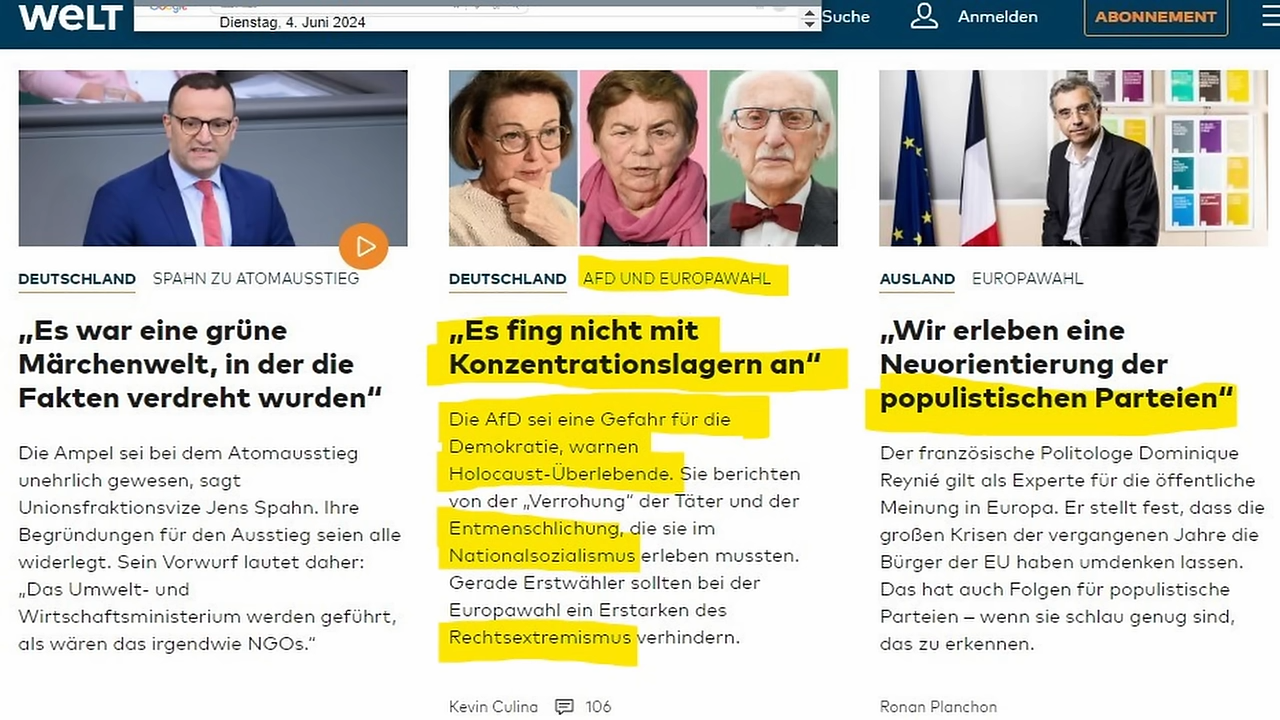 WELT
Google
Dienstag, 4. Juni 2024
Suche
Anmelden
ABONNEMENT
DEUTSCHLAND SPAHN ZU ATOMAUSSTIEG
„Es war eine grüne
Märchenwelt, in der die
Fakten verdreht wurden“
Die Ampel sei bei dem Atomausstieg
unehrlich gewesen, sagt
Unionsfraktionsvize Jens Spahn. Ihre
Begründungen für den Ausstieg seien alle
widerlegt. Sein Vorwurf lautet daher:
„Das Umwelt- und
Wirtschaftsministerium werden geführt,
als wären das irgendwie NGOs.“
DEUTSCHLAND AFD UND EUROPAWAHL
„Es fing nicht mit
Konzentrationslagern an“
Die AfD sei eine Gefahr für die
Demokratie, warnen
Holocaust-Überlebende. Sie berichten
von der „Verrohung“ der Täter und der
Entmenschlichung, die sie im
Nationalsozialismus erleben mussten.
Gerade Erstwähler sollten bei der
Europawahl ein Erstarken des
Rechtsextremismus verhindern.
Kevin Culina 106
AUSLAND EUROPAWAHL
„Wir erleben eine
Neuorientierung der
populistischen Parteien“
Der französische Politologe Dominique
Reynié gilt als Experte für die öffentliche
Meinung in Europa. Er stellt fest, dass die
großen Krisen der vergangenen Jahre die
Bürger der EU haben umdenken lassen.
Das hat auch Folgen für populistische
Parteien – wenn sie schlau genug sind,
das zu erkennen.
Ronan Planchon